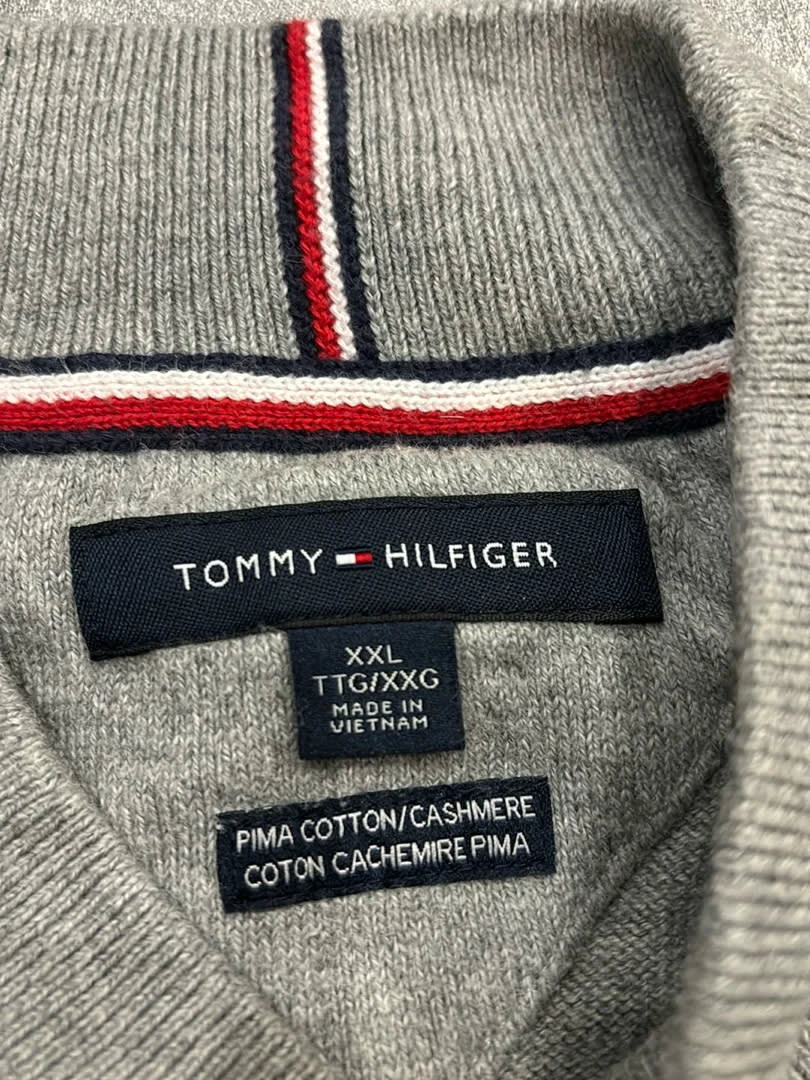 TOMMY HILFIGER
XXL
TTG/XXG
MADE IN
VIETNAM
PIMA COTTON/CASHMERE
COTON CACHEMIRE PIMA